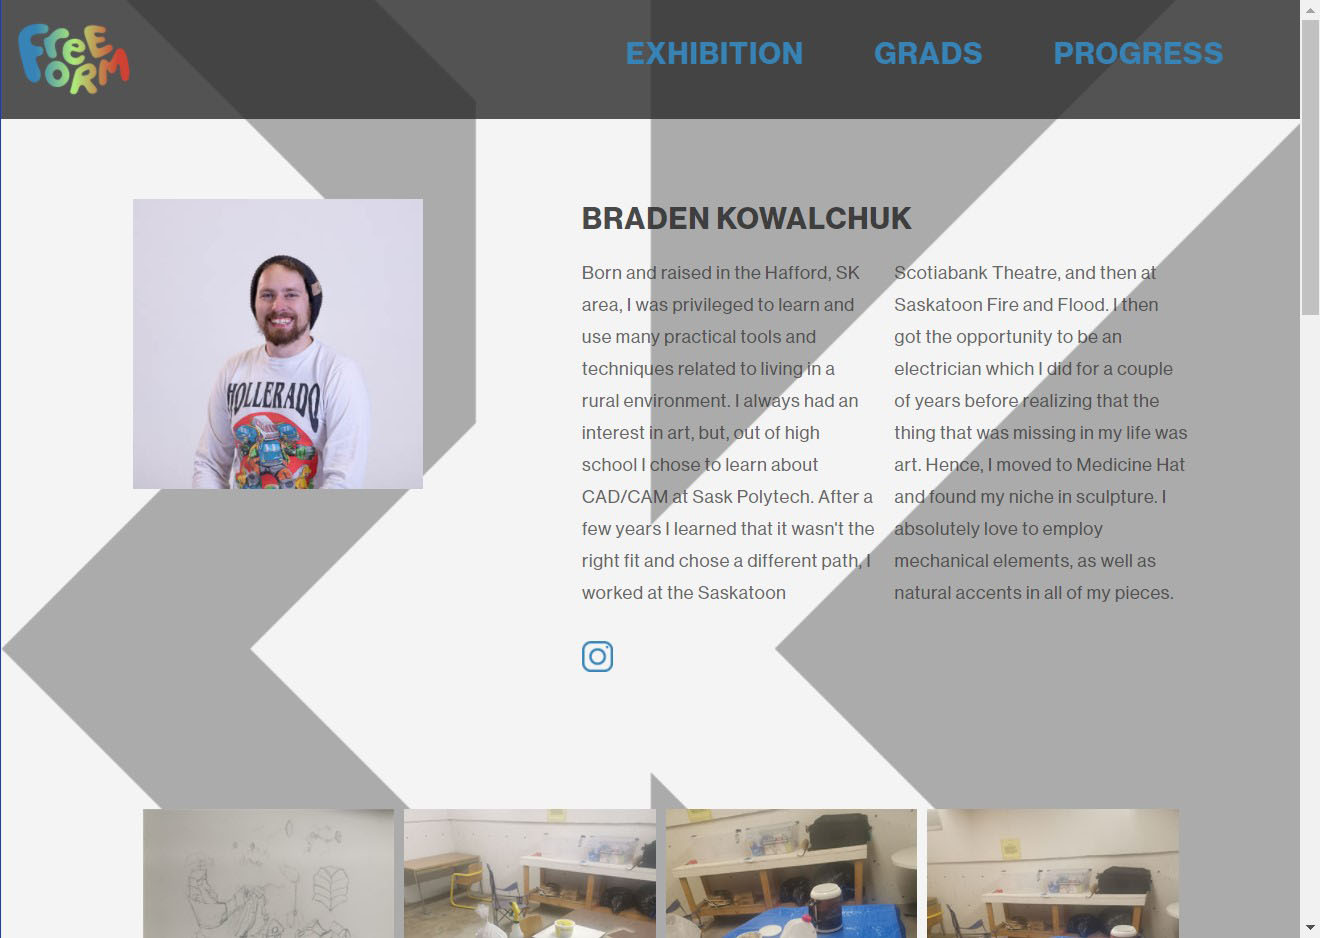 FreeForm
EXHIBITION
GRADS
PROGRESS
BRADEN KOWALCHUK
Born and raised in the Hafford, SK
area, I was privileged to learn and
use many practical tools and
techniques related to living in a
rural environment. I always had an
interest in art, but, out of high
school I chose to learn about
CAD/CAM at Sask Polytech. After a
few years I learned that it wasn't the
right fit and chose a different path, I
worked at the Saskatoon
Scotiabank Theatre, and then at
Saskatoon Fire and Flood. I then
got the opportunity to be an
electrician which I did for a couple
of years before realizing that the
thing that was missing in my life was
art. Hence, I moved to Medicine Hat
and found my niche in sculpture. I
absolutely love to employ
mechanical elements, as well as
natural accents in all of my pieces.
HOLLERADO